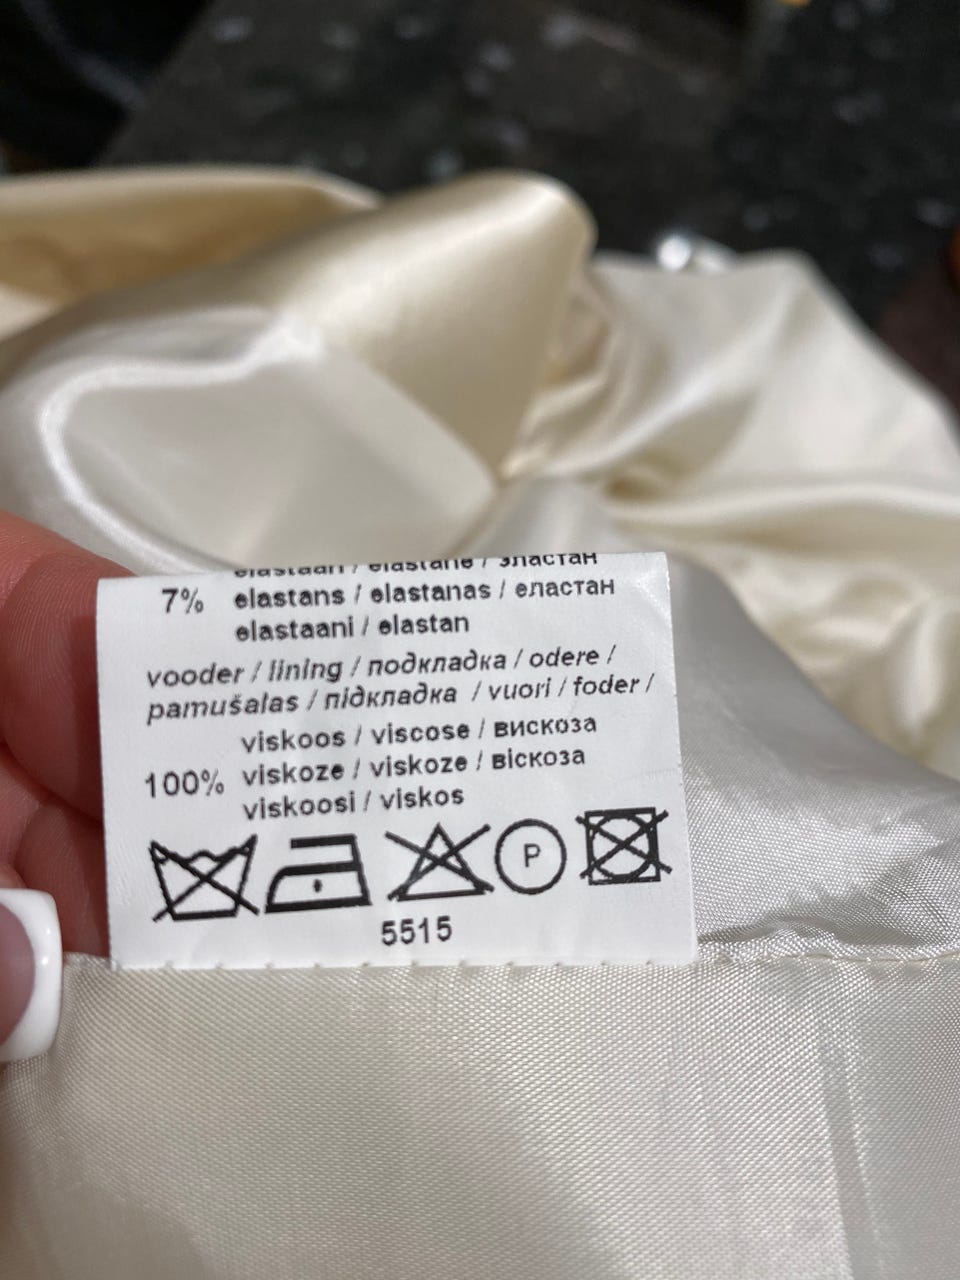 elastaan / elastane / эластан
7% elastans / elastanas / еластан
elastaani / elastan
vooder / lining / подкладка / odere /
pamušalas / підкладка / vuori / foder /
viskoos / viscose / вискоза
100% viskoze / viskoze / віскоза
viskoosi / viskos
P
5515